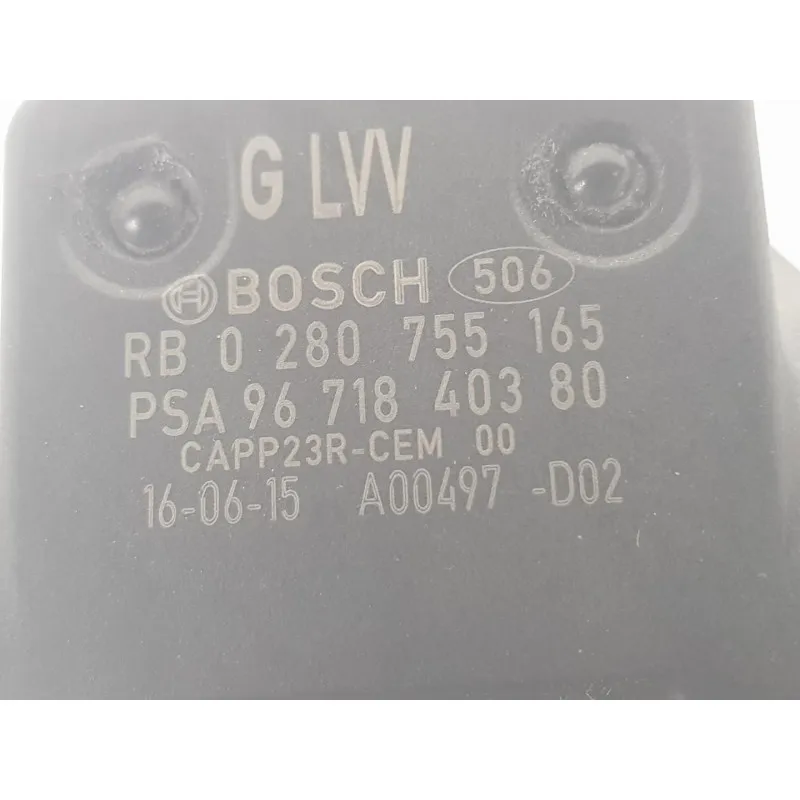 G LVV
BOSCH 506
RB 0 280 755 165
PSA 96 718 403 80
CAPP23R-CEM 00
16-06-15 A00497 -D02